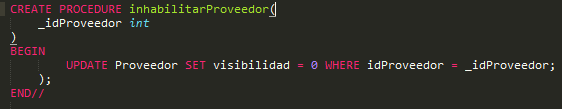 CREATE PROCEDURE inhabilitarProveedor(
_idProveedor int
)
BEGIN
UPDATE Proveedor SET visibilidad = 0 WHERE idProveedor = _idProveedor;
);
END//